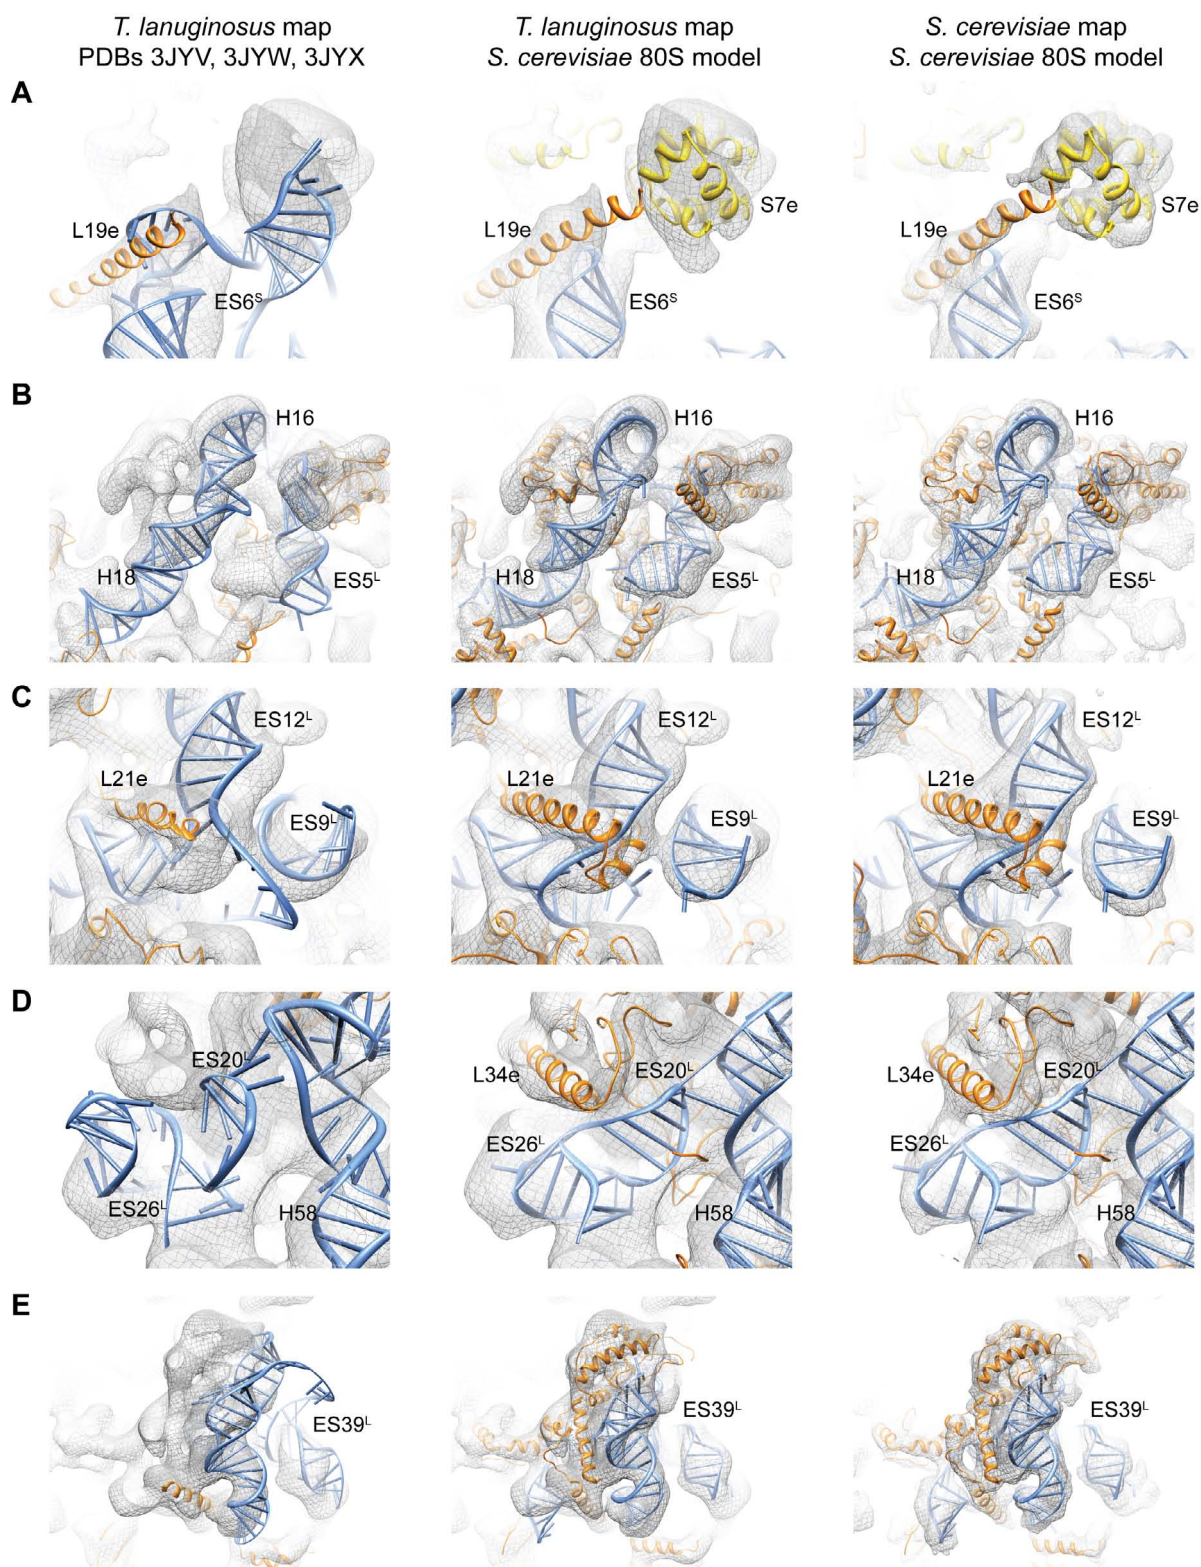 T. lanuginosus map
PDBs 3JYV, 3JYW, 3JYX
T. lanuginosus map
S. cerevisiae 80S model
S. cerevisiae map
S. cerevisiae 80S model
A
L19e
ES6S
L19e
S7e
ES6S
L19e
S7e
ES6S
B
H16
H18
ES5L
H16
H18
ES5L
H16
H18
ES5L
C
ES12L
L21e
ES9L
ES12L
L21e
ES9L
ES12L
L21e
ES9L
D
ES20L
ES26L
H58
L34e
ES20L
ES26L
H58
L34e
ES20L
ES26L
H58
E
ES39L
ES39L
ES39L